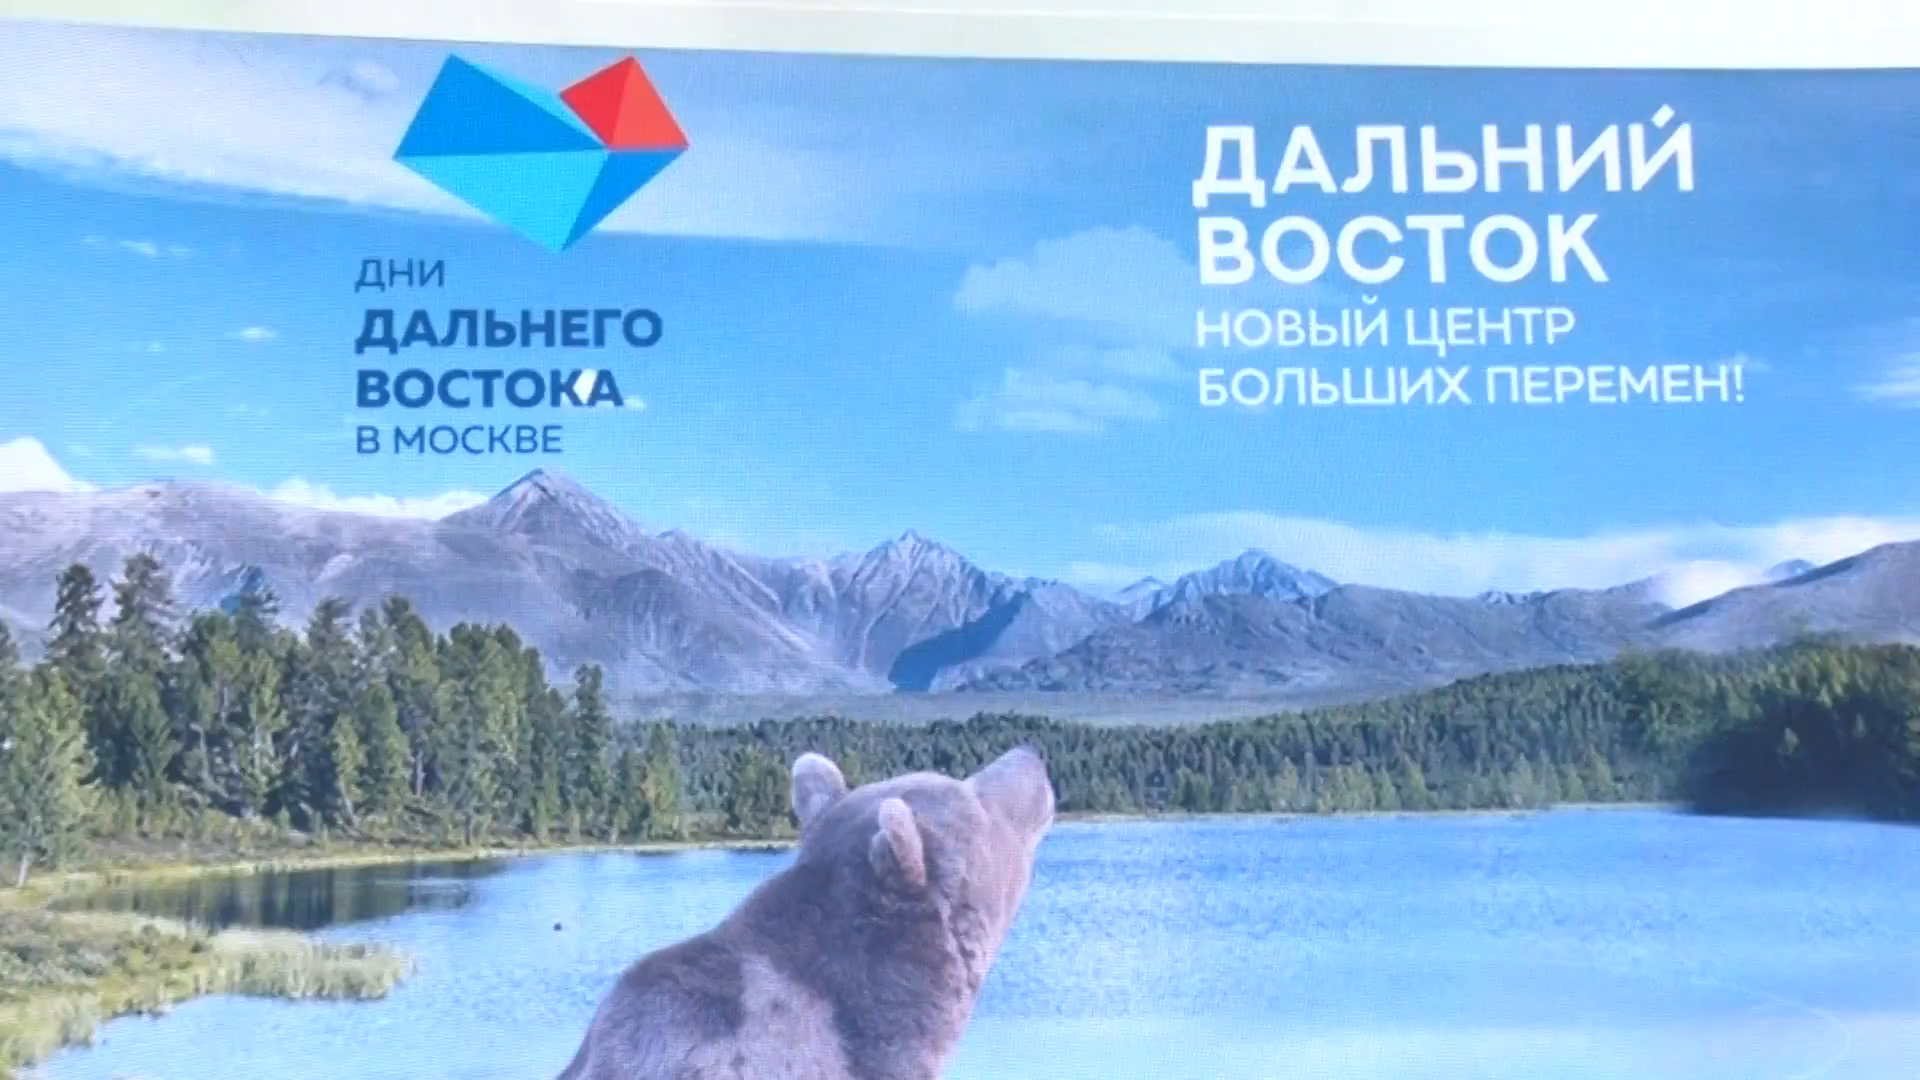 ДНИ
ДАЛЬНЕГО
ВОСТОКА
В МОСКВЕ
ДАЛЬНИЙ
ВОСТОК
НОВЫЙ ЦЕНТР
БОЛЬШИХ ПЕРЕМЕН!